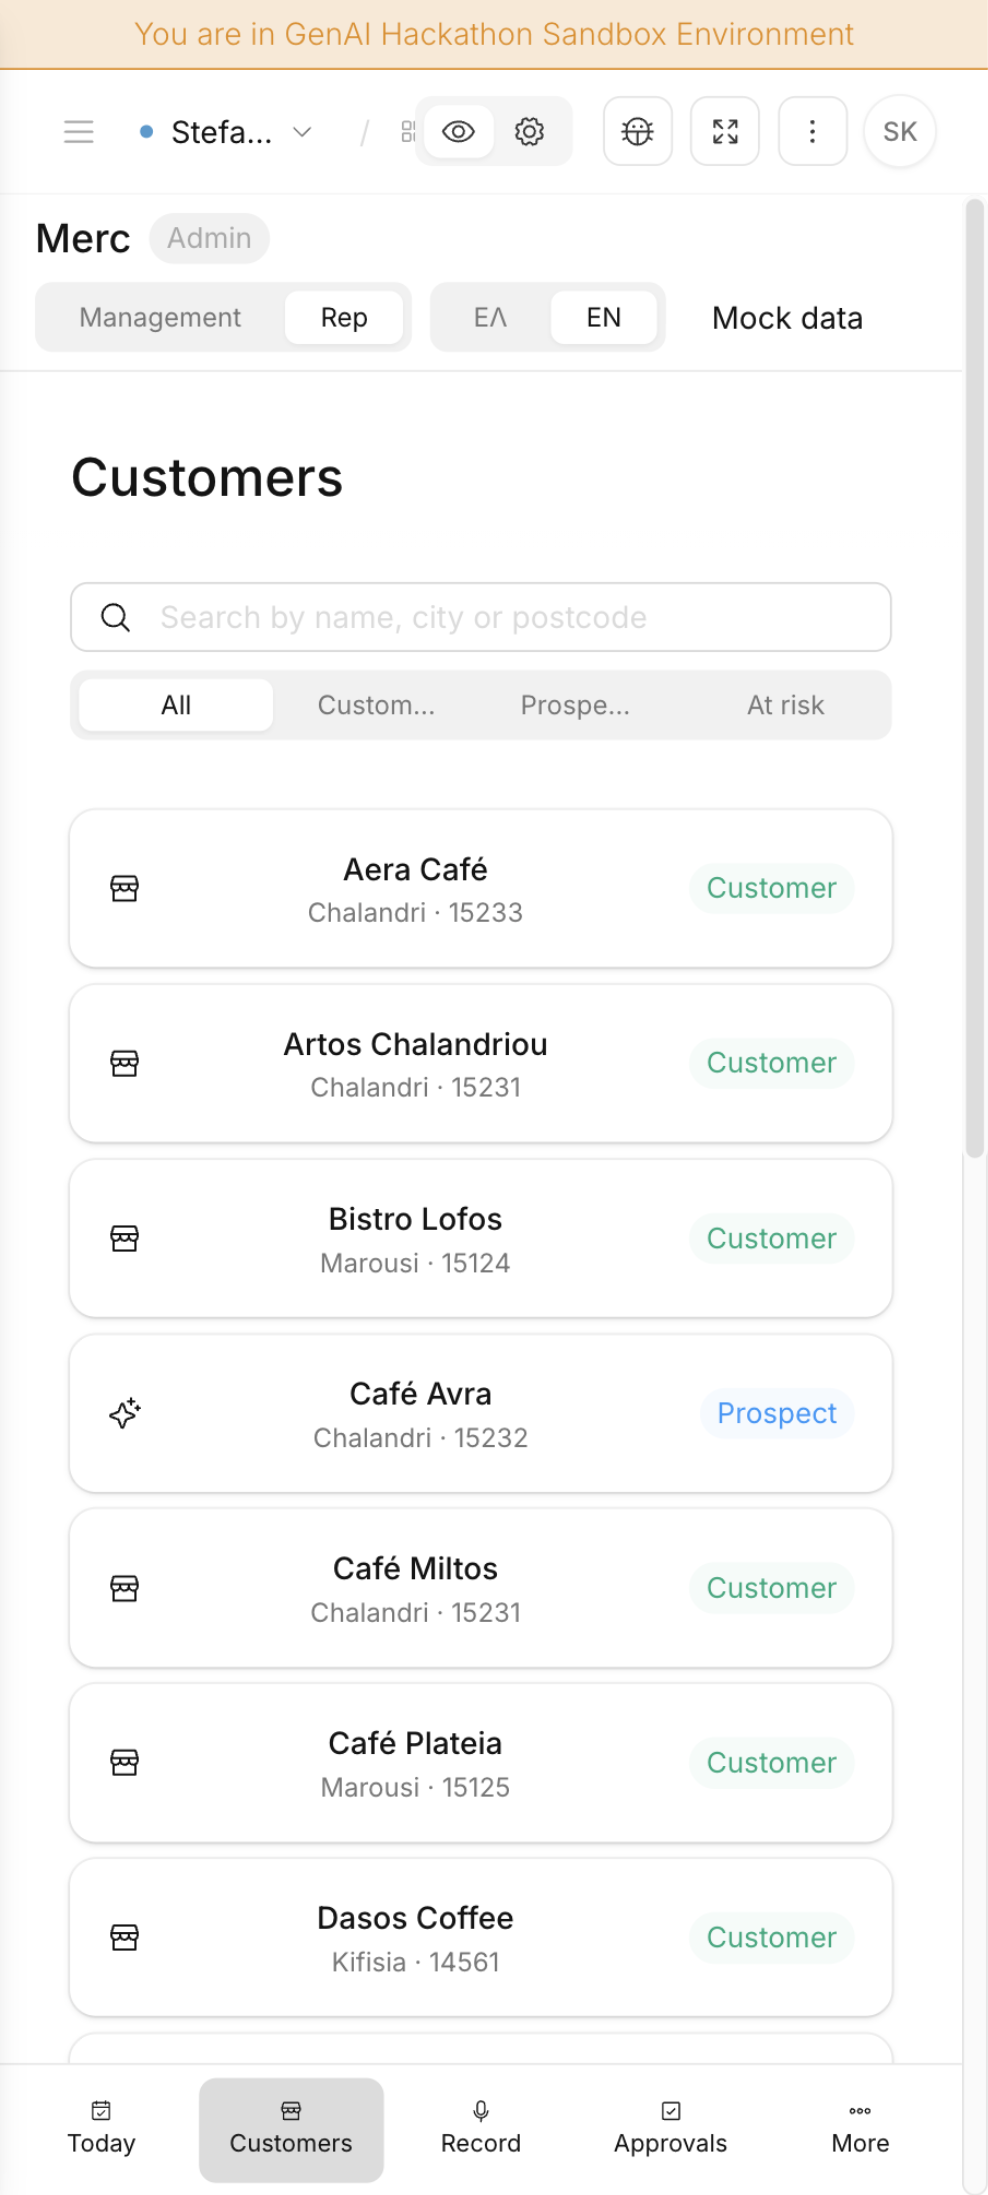 You are in GenAI Hackathon Sandbox Environment
Stefa...
/
SK
Merc
Admin
Management
Rep
ΕΛ
EN
Mock data
Customers
Search by name, city or postcode
All
Custom...
Prospe...
At risk
Aera Café
Chalandri · 15233
Customer
Artos Chalandriou
Chalandri · 15231
Customer
Bistro Lofos
Marousi · 15124
Customer
Café Avra
Chalandri · 15232
Prospect
Café Miltos
Chalandri · 15231
Customer
Café Plateia
Marousi · 15125
Customer
Dasos Coffee
Kifisia · 14561
Customer
Today
Customers
Record
Approvals
More